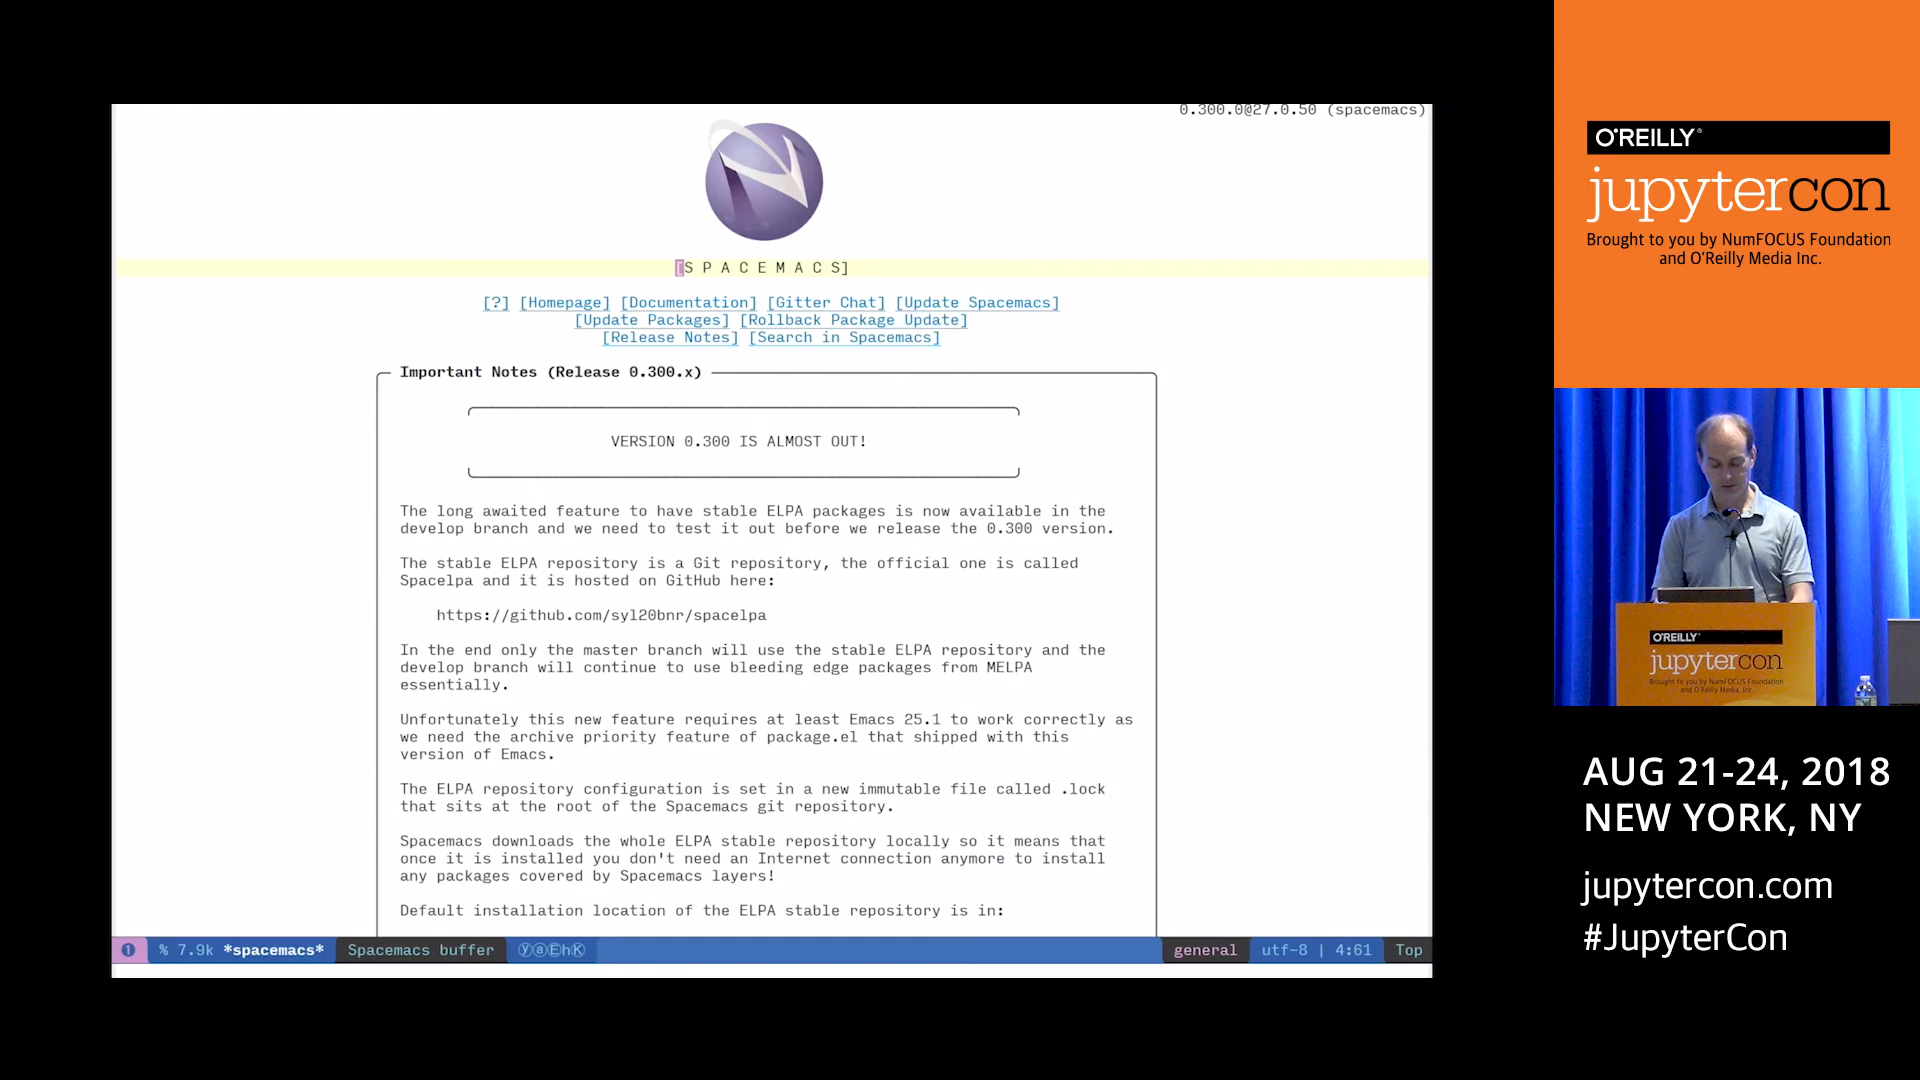 0.300.0@27.0.50 (spacemacs)
[S P A C E M A C S]
[?] [Homepage] [Documentation] [Gitter Chat] [Update Spacemacs]
[Update Packages] [Rollback Package Update]
[Release Notes] [Search in Spacemacs]
Important Notes (Release 0.300.x)
VERSION 0.300 IS ALMOST OUT!
The long awaited feature to have stable ELPA packages is now available in the
develop branch and we need to test it out before we release the 0.300 version.
The stable ELPA repository is a Git repository, the official one is called
Spacelpa and it is hosted on GitHub here:
https://github.com/syl20bnr/spacelpa
In the end only the master branch will use the stable ELPA repository and the
develop branch will continue to use bleeding edge packages from MELPA
essentially.
Unfortunately this new feature requires at least Emacs 25.1 to work correctly as
we need the archive priority feature of package.el that shipped with this
version of Emacs.
The ELPA repository configuration is set in a new immutable file called .lock
that sits at the root of the Spacemacs git repository.
Spacemacs downloads the whole ELPA stable repository locally so it means that
once it is installed you don't need an Internet connection anymore to install
any packages covered by Spacemacs layers!
Default installation location of the ELPA stable repository is in:
❶ % 7.9k *spacemacs* Spacemacs buffer ⓨⓐⒺⓗⓀ general utf-8 | 4:61 Top
O'REILLY®
jupytercon
Brought to you by NumFOCUS Foundation
and O'Reilly Media Inc.
O'REILLY®
jupytercon
Brought to you by NumFOCUS Foundation
and O'Reilly Media, Inc.
AUG 21-24, 2018
NEW YORK, NY
jupytercon.com
#JupyterCon